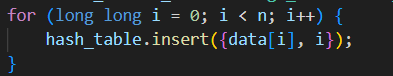 for (long long i = 0; i < n; i++) {
    hash_table.insert({data[i], i});
}